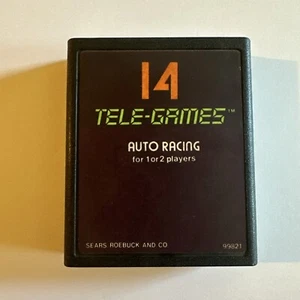 14
TELE-GAMES™
AUTO RACING
for 1 or 2 players
SEARS ROEBUCK AND CO 99821